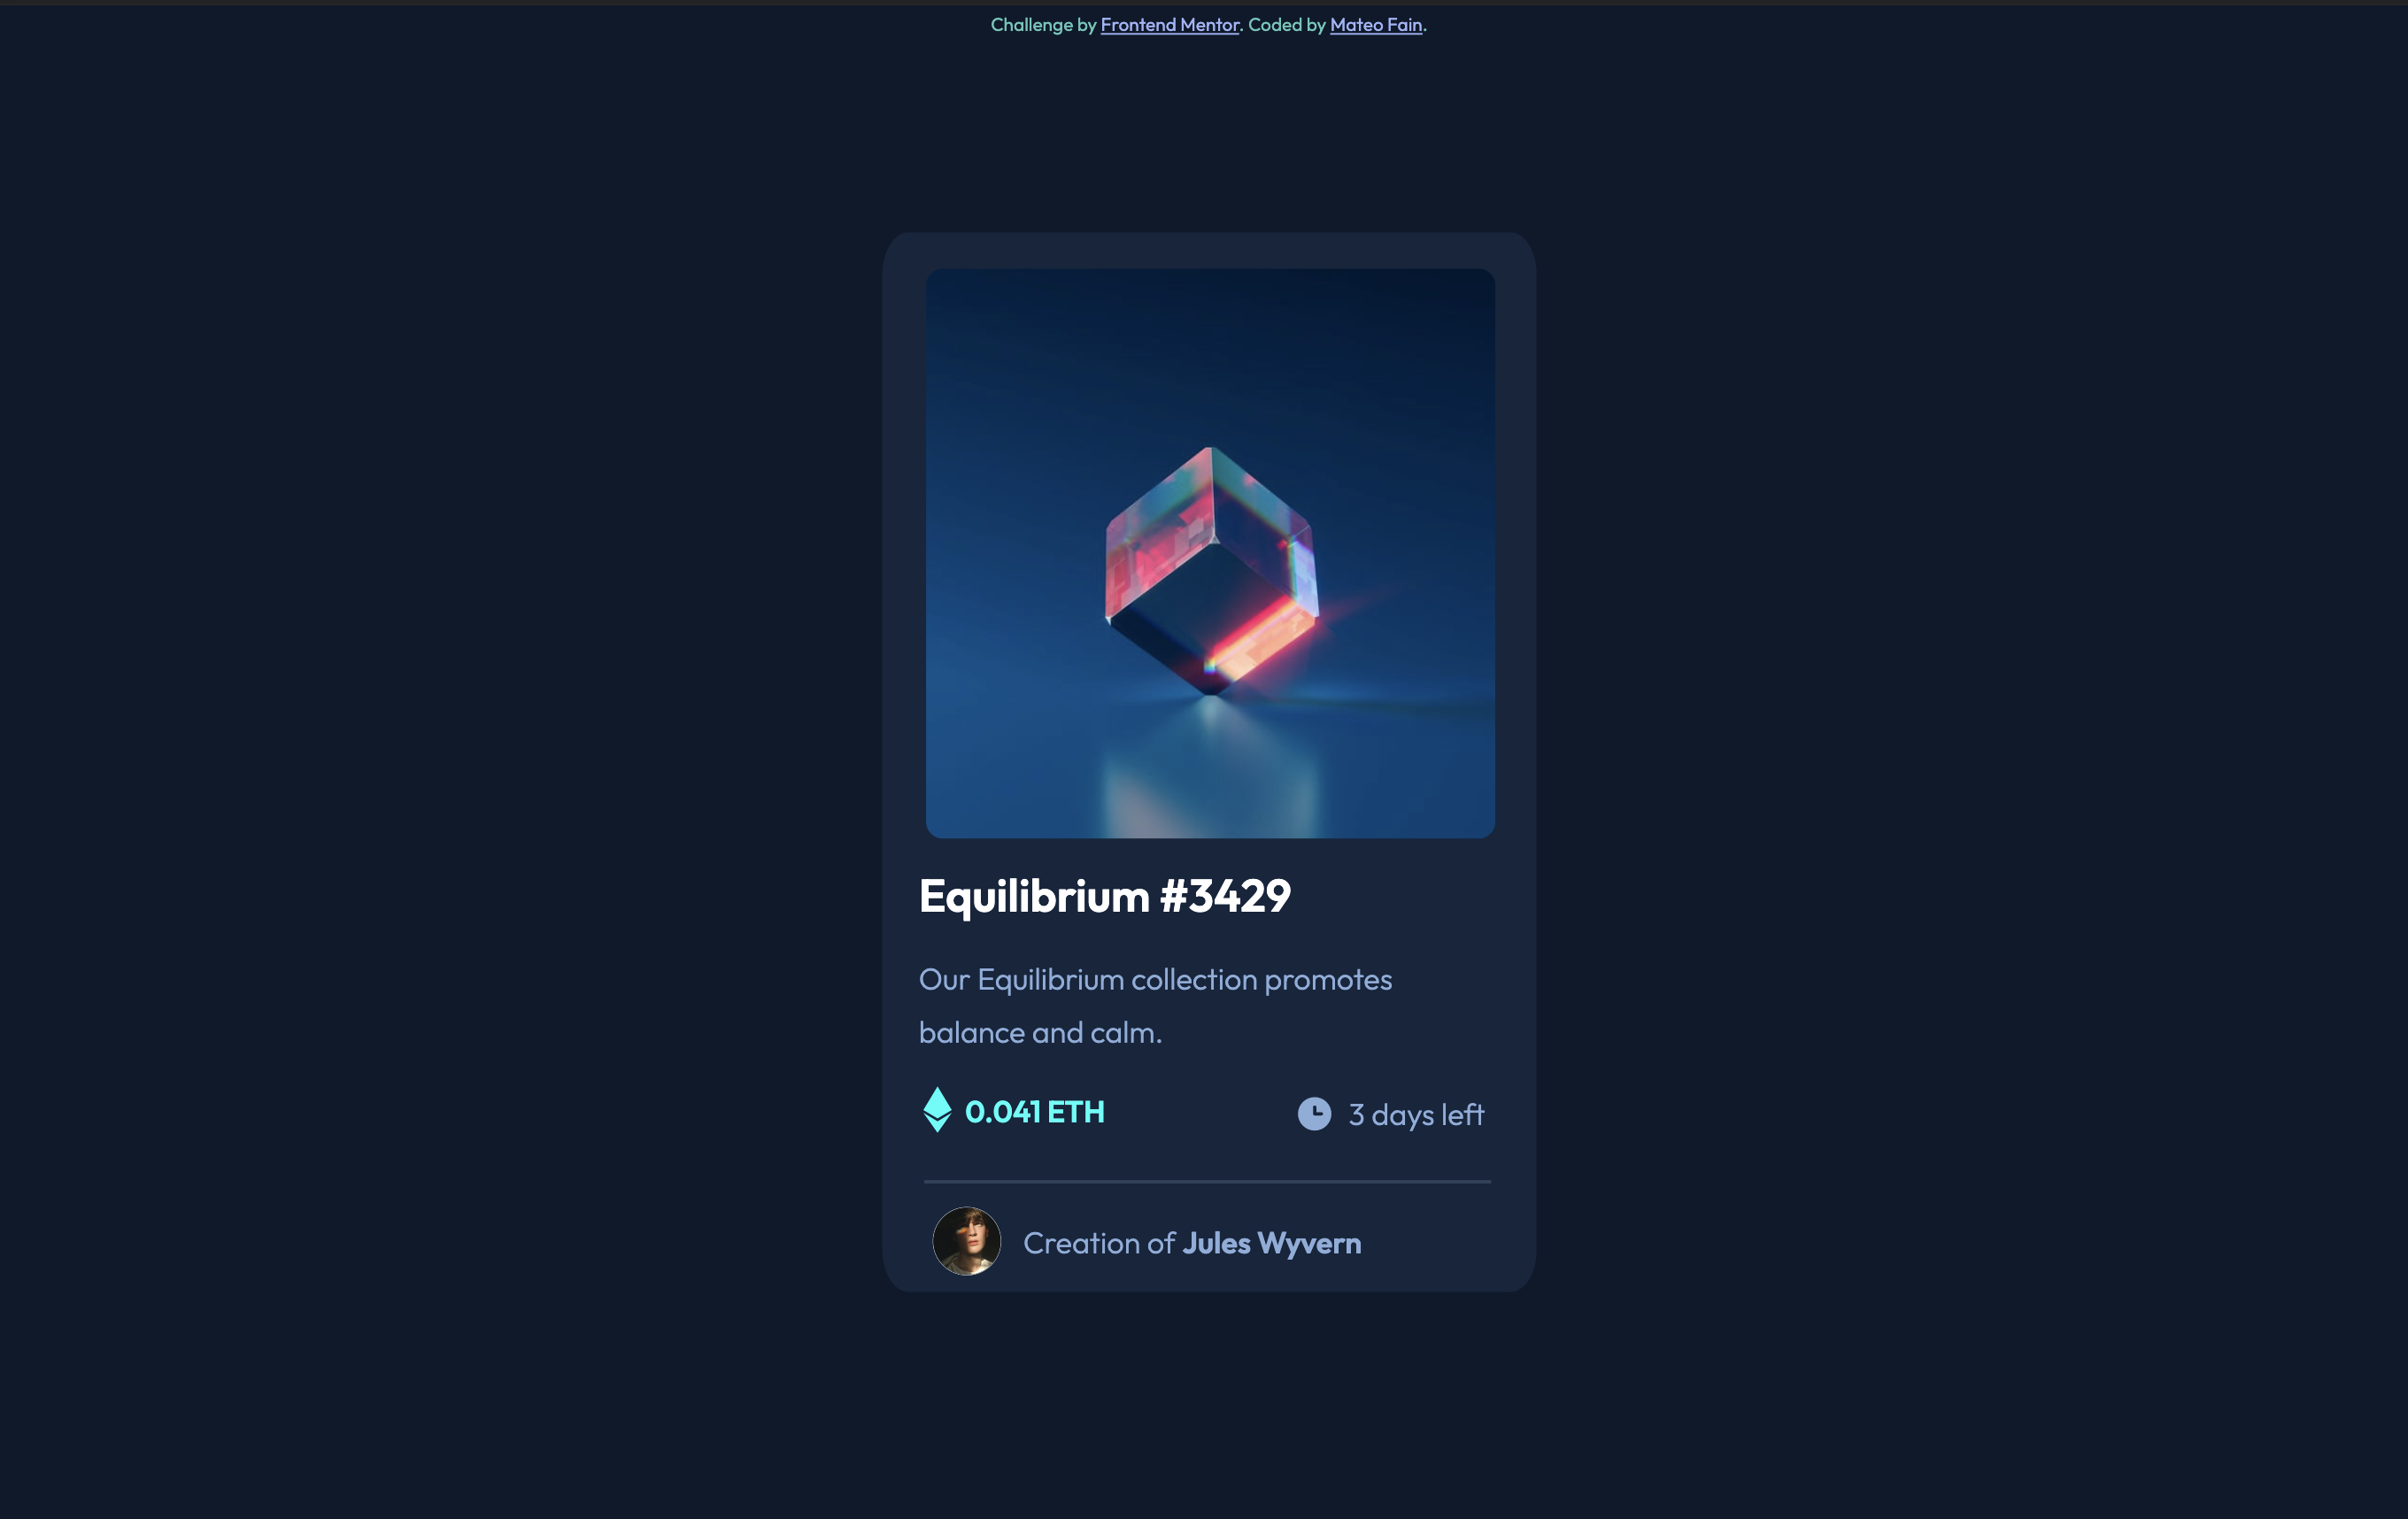 Challenge by Frontend Mentor. Coded by Mateo Fain.
Equilibrium #3429
Our Equilibrium collection promotes
balance and calm.
0.041 ETH
3 days left
Creation of Jules Wyvern